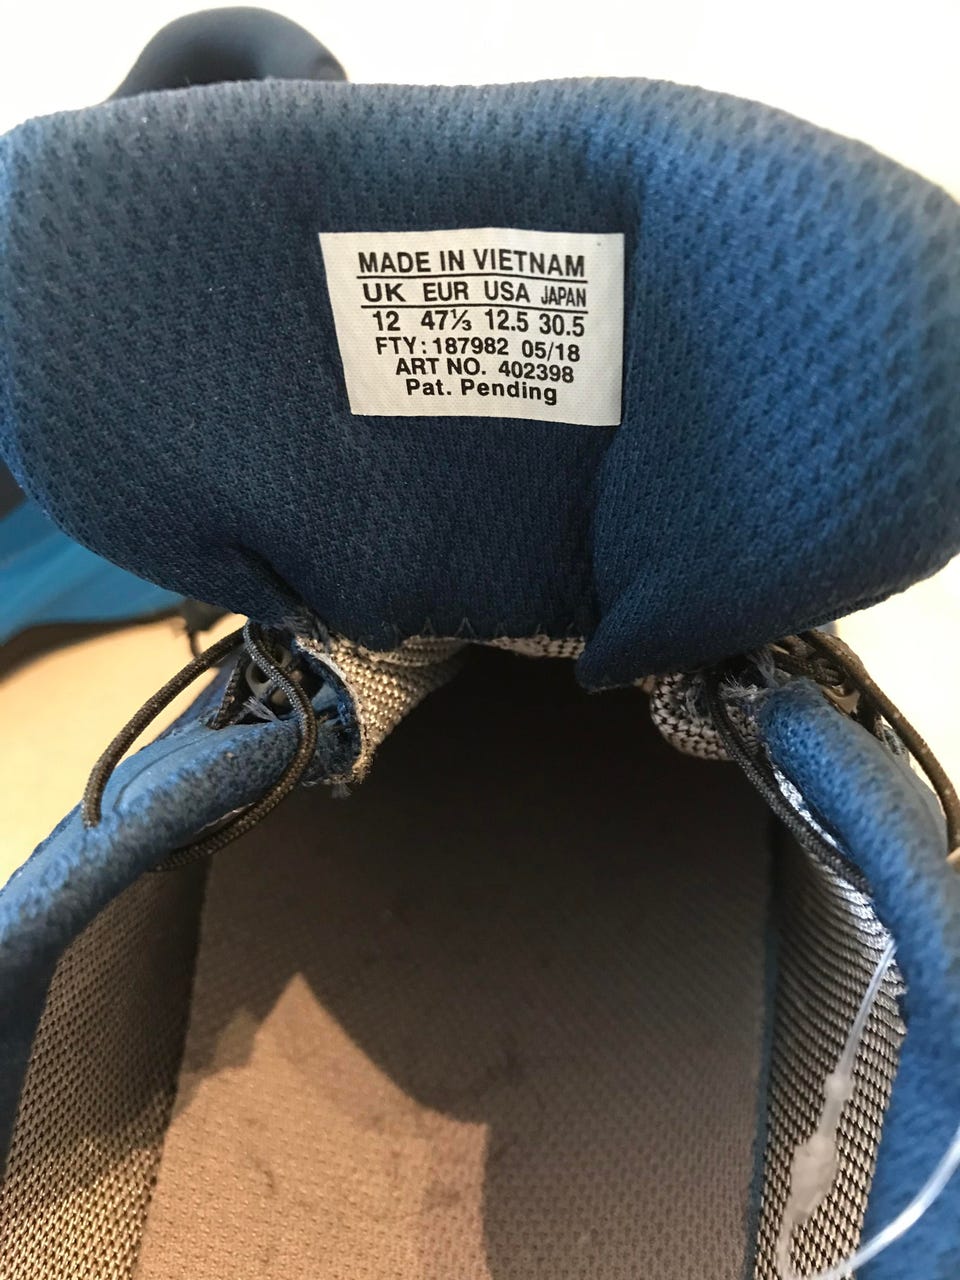 MADE IN VIETNAM
UK EUR USA JAPAN
12 47⅓ 12.5 30.5
FTY: 187982 05/18
ART NO. 402398
Pat. Pending